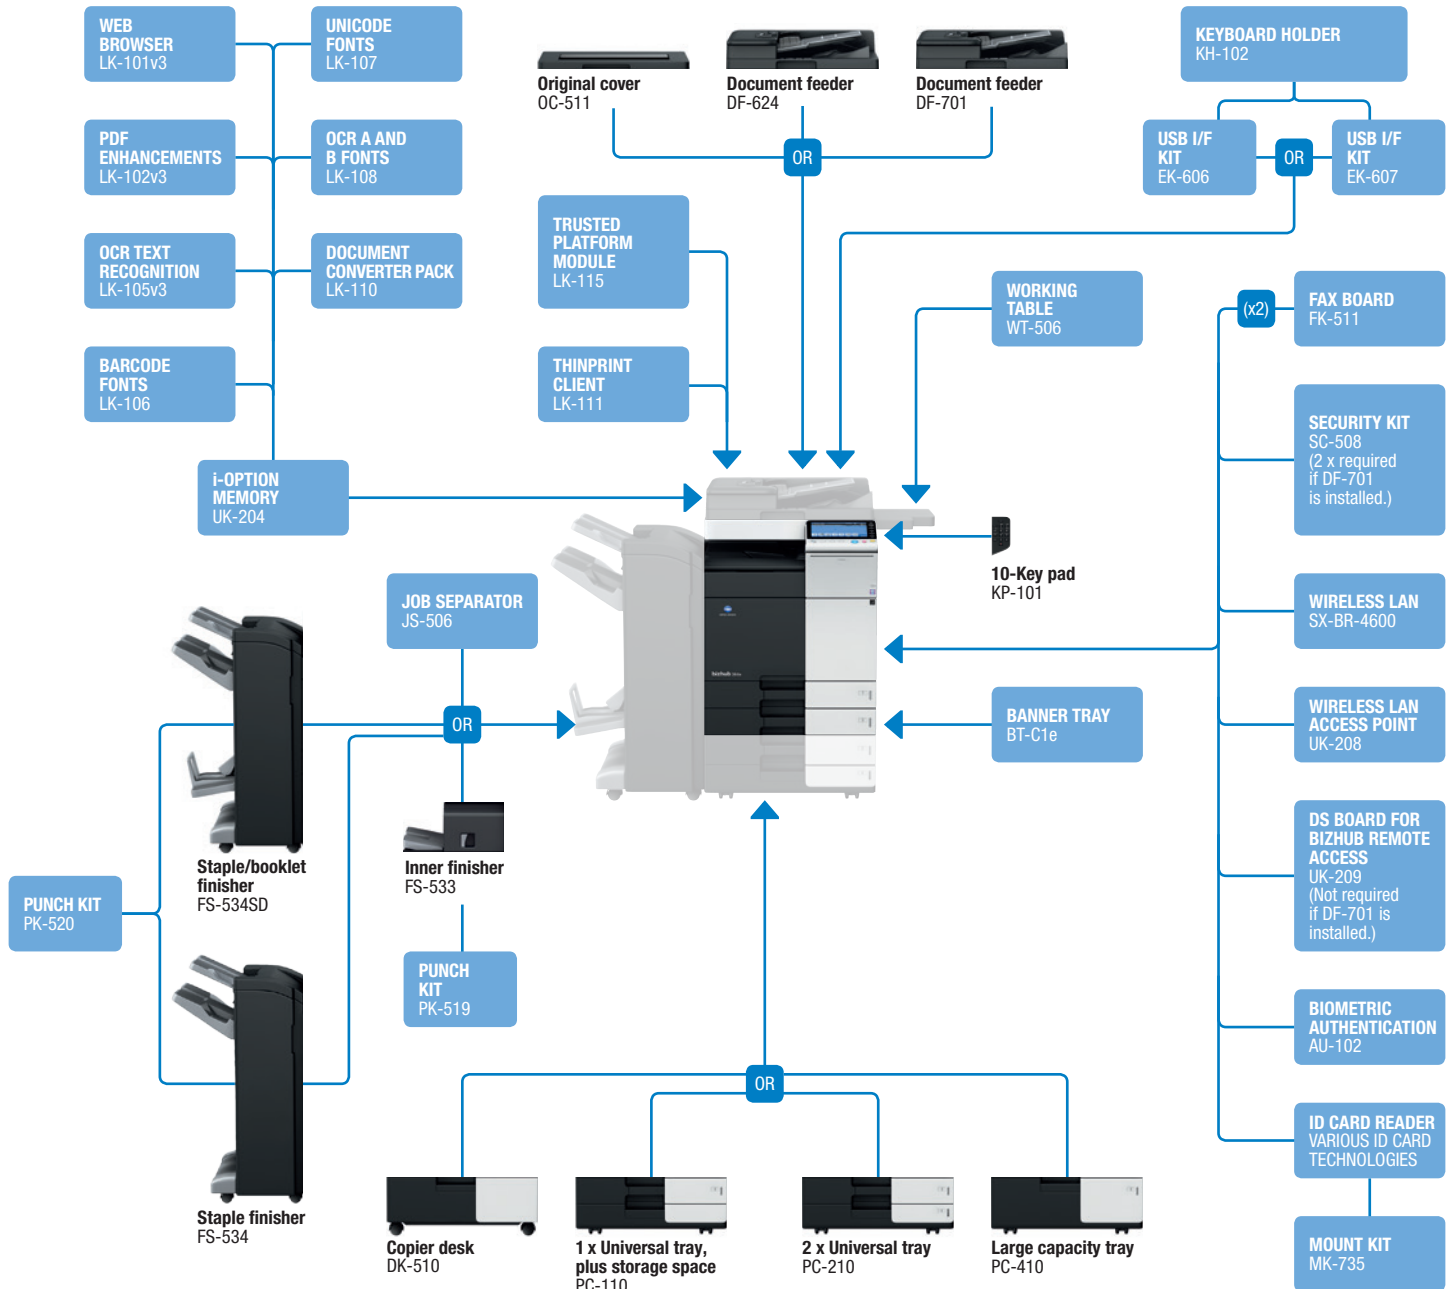 WEB
BROWSER
LK-101v3
UNICODE
FONTS
LK-107
PDF
ENHANCEMENTS
LK-102v3
OCR A AND
B FONTS
LK-108
OCR TEXT
RECOGNITION
LK-105v3
DOCUMENT
CONVERTER PACK
LK-110
BARCODE
FONTS
LK-106
i-OPTION
MEMORY
UK-204
Original cover
OC-511
Document feeder
DF-624
Document feeder
DF-701
OR
KEYBOARD HOLDER
KH-102
USB I/F
KIT
EK-606
OR
USB I/F
KIT
EK-607
TRUSTED
PLATFORM
MODULE
LK-115
THINPRINT
CLIENT
LK-111
WORKING
TABLE
WT-506
(x2)
FAX BOARD
FK-511
SECURITY KIT
SC-508
(2 x required
if DF-701
is installed.)
10-Key pad
KP-101
WIRELESS LAN
SX-BR-4600
WIRELESS LAN
ACCESS POINT
UK-208
BANNER TRAY
BT-C1e
DS BOARD FOR
BIZHUB REMOTE
ACCESS
UK-209
(Not required
if DF-701 is
installed.)
BIOMETRIC
AUTHENTICATION
AU-102
ID CARD READER
VARIOUS ID CARD
TECHNOLOGIES
MOUNT KIT
MK-735
JOB SEPARATOR
JS-506
OR
bizhub
Inner finisher
FS-533
PUNCH
KIT
PK-519
Staple/booklet
finisher
FS-534SD
PUNCH KIT
PK-520
Staple finisher
FS-534
OR
Copier desk
DK-510
1 x Universal tray,
plus storage space
PC-110
2 x Universal tray
PC-210
Large capacity tray
PC-410